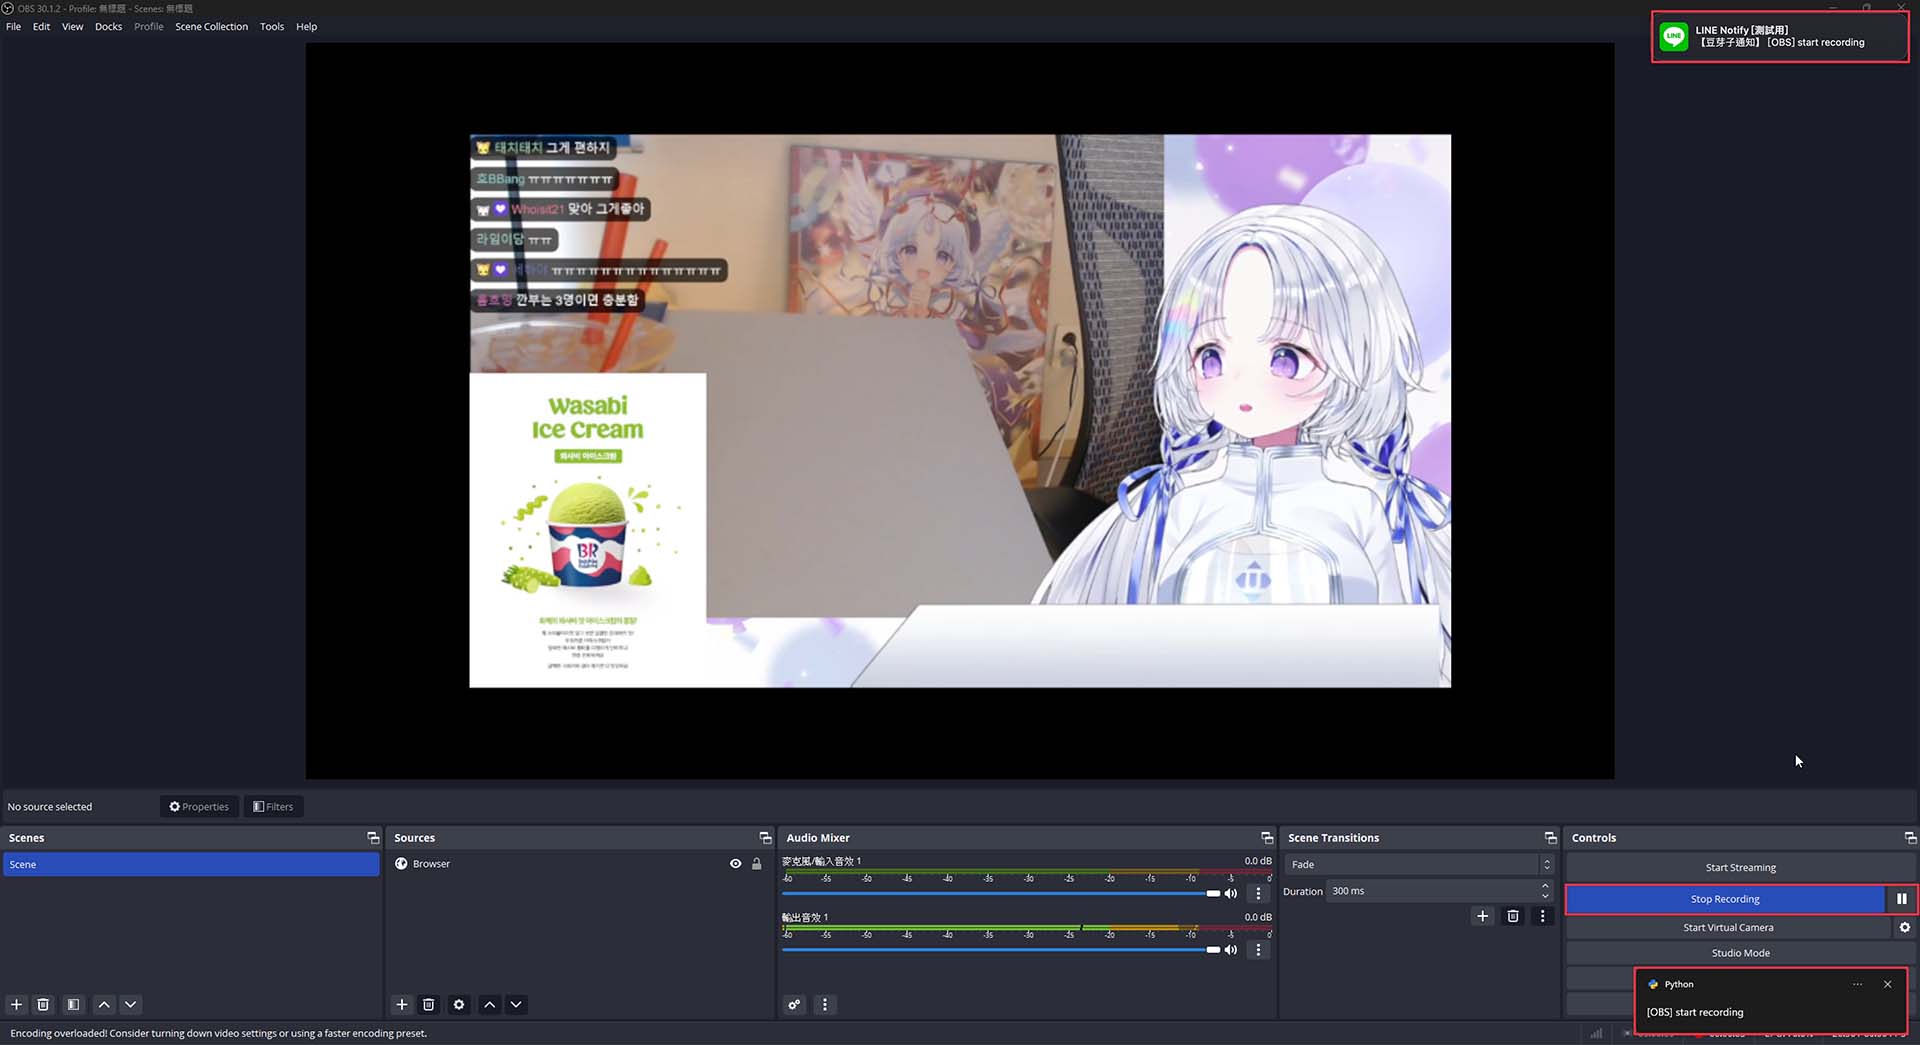 OBS 30.1.2 - Profile: 無標題 - Scenes: 無標題
File Edit View Docks Profile Scene Collection Tools Help
LINE Notify [測試用]
【豆芽子通知】 [OBS] start recording
LINE
태치태치 그게 편하지
호BBang ㅠㅠㅠㅠㅠㅠㅠ
Whoisit21 맞아 그게좋아
라임이당 ㅠㅠ
ㅠㅠㅠㅠㅠㅠㅠㅠㅠㅠㅠㅠㅠㅠ
깐부는 3명이면 충분함
Wasabi
Ice Cream
와사비 아이스크림
BR
No source selected
Properties
Filters
Scenes
Scene
Sources
Browser
Audio Mixer
麥克風/輸入音效 1 0.0 dB
-60 -55 -50 -45 -40 -35 -30 -25 -20 -15 -10 -5 0
輸出音效 1 0.0 dB
-60 -55 -50 -45 -40 -35 -30 -25 -20 -15 -10 -5 0
Scene Transitions
Fade
Duration 300 ms
Controls
Start Streaming
Stop Recording
Start Virtual Camera
Studio Mode
Python
[OBS] start recording
Encoding overloaded! Consider turning down video settings or using a faster encoding preset.